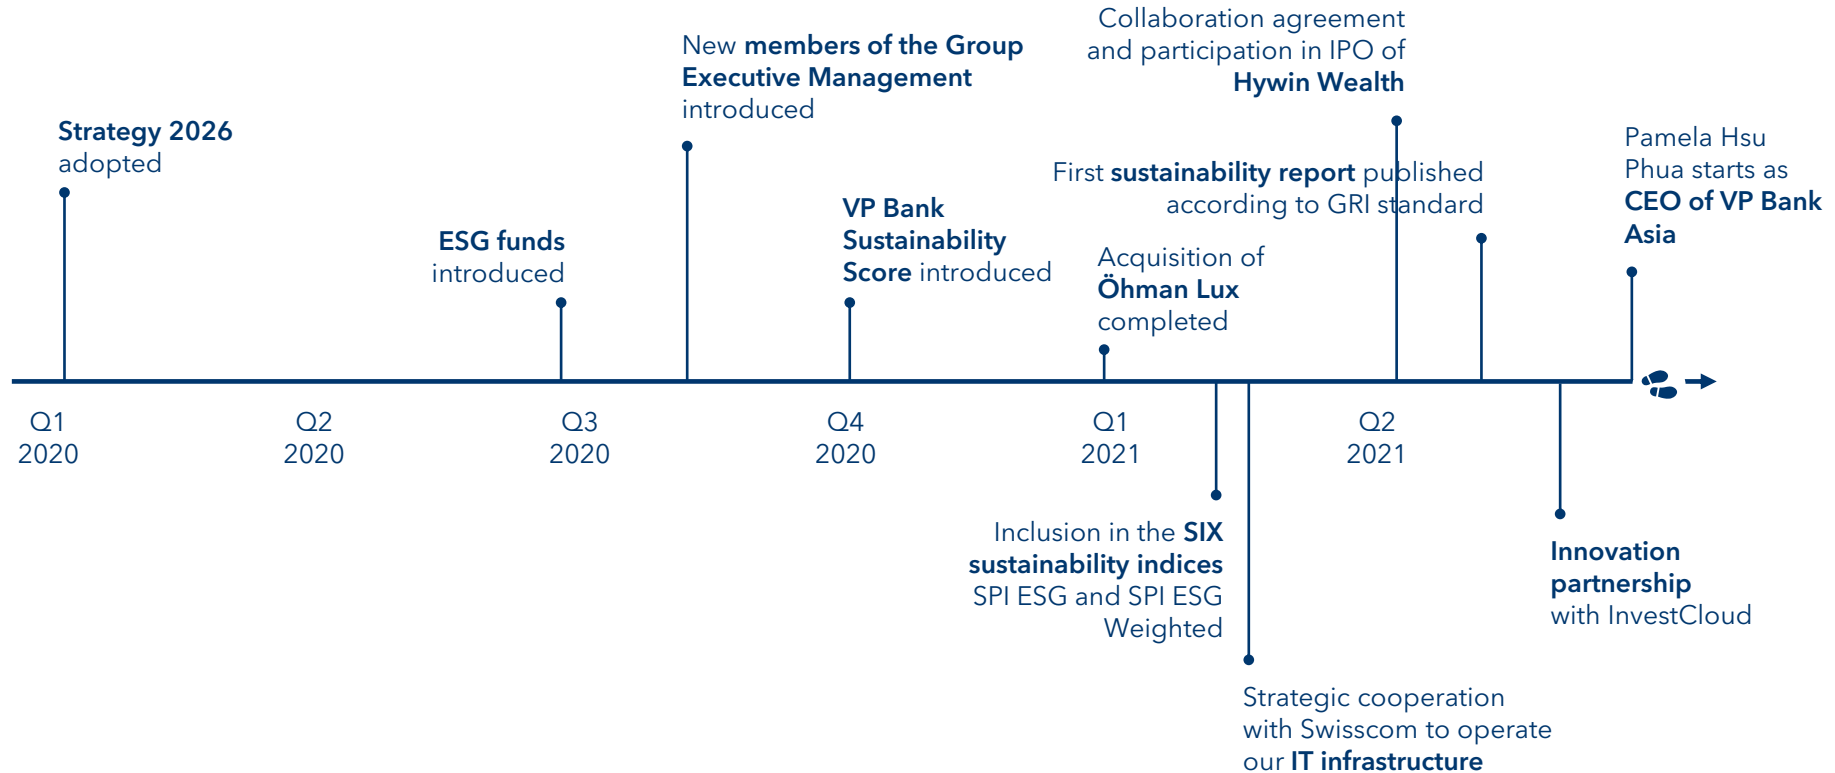 Strategy 2026
adopted
ESG funds
introduced
New members of the Group
Executive Management
introduced
VP Bank
Sustainability
Score introduced
Collaboration agreement
and participation in IPO of
Hywin Wealth
First sustainability report published
according to GRI standard
Acquisition of
Öhman Lux
completed
Pamela Hsu
Phua starts as
CEO of VP Bank
Asia
Q1
2020
Q2
2020
Q3
2020
Q4
2020
Q1
2021
Q2
2021
Inclusion in the SIX
sustainability indices
SPI ESG and SPI ESG
Weighted
Strategic cooperation
with Swisscom to operate
our IT infrastructure
Innovation
partnership
with InvestCloud